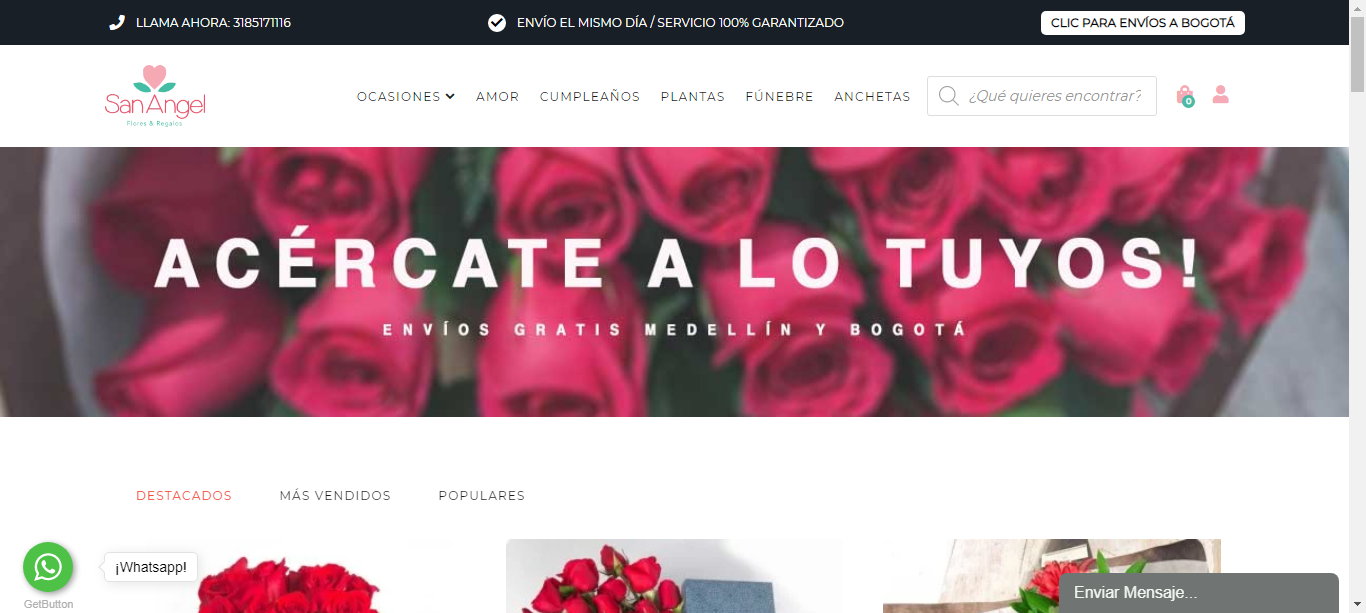 LLAMA AHORA: 3185171116
ENVÍO EL MISMO DÍA / SERVICIO 100% GARANTIZADO
CLIC PARA ENVÍOS A BOGOTÁ
SanAngel
Flores & Regalos
OCASIONES
AMOR
CUMPLEAÑOS
PLANTAS
FÚNEBRE
ANCHETAS
¿Qué quieres encontrar?
0
ACÉRCATE A LO TUYOS!
ENVÍOS GRATIS MEDELLÍN Y BOGOTÁ
DESTACADOS
MÁS VENDIDOS
POPULARES
¡Whatsapp!
GetButton
Enviar Mensaje...